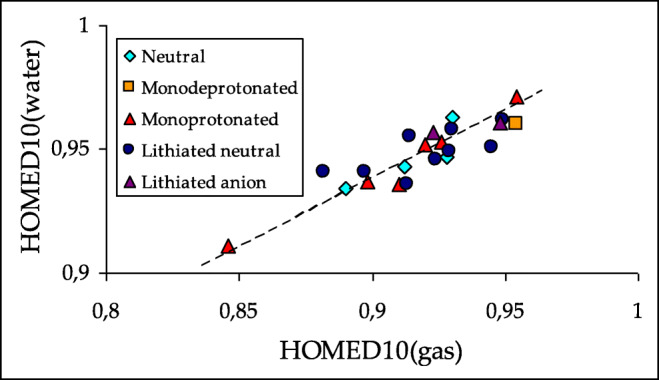 1
0,95
0,9
HOMED10(water)
Neutral
Monodeprotonated
Monoprotonated
Lithiated neutral
Lithiated anion
0,8
0,85
0,9
0,95
1
HOMED10(gas)